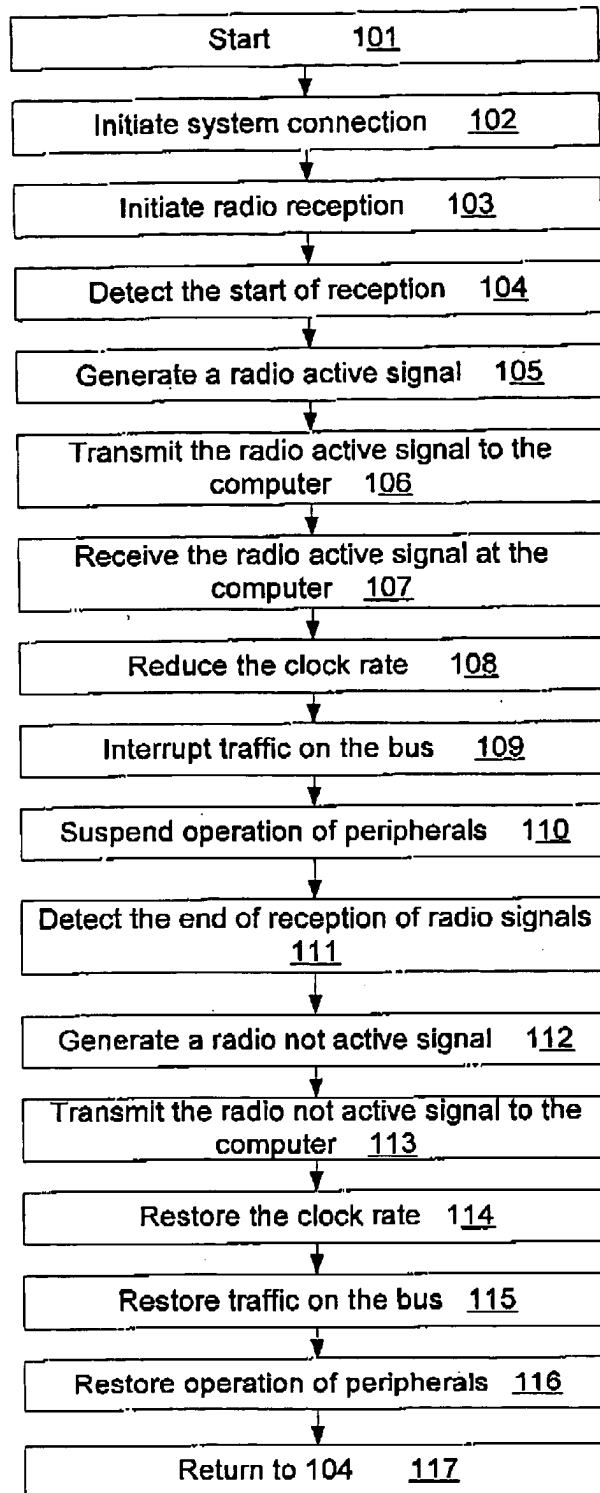 Start 101
Initiate system connection 102
Initiate radio reception 103
Detect the start of reception 104
Generate a radio active signal 105
Transmit the radio active signal to the
computer 106
Receive the radio active signal at the
computer 107
Reduce the clock rate 108
Interrupt traffic on the bus 109
Suspend operation of peripherals 110
Detect the end of reception of radio signals
111
Generate a radio not active signal 112
Transmit the radio not active signal to the
computer 113
Restore the clock rate 114
Restore traffic on the bus 115
Restore operation of peripherals 116
Return to 104 117